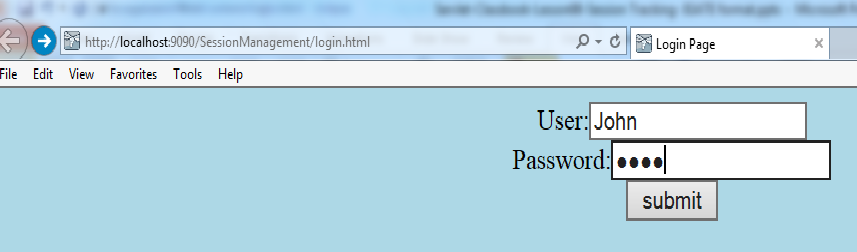 http://localhost:9090/SessionManagement/login.html
Login Page
File Edit View Favorites Tools Help
User: John
Password: ●●●●
submit